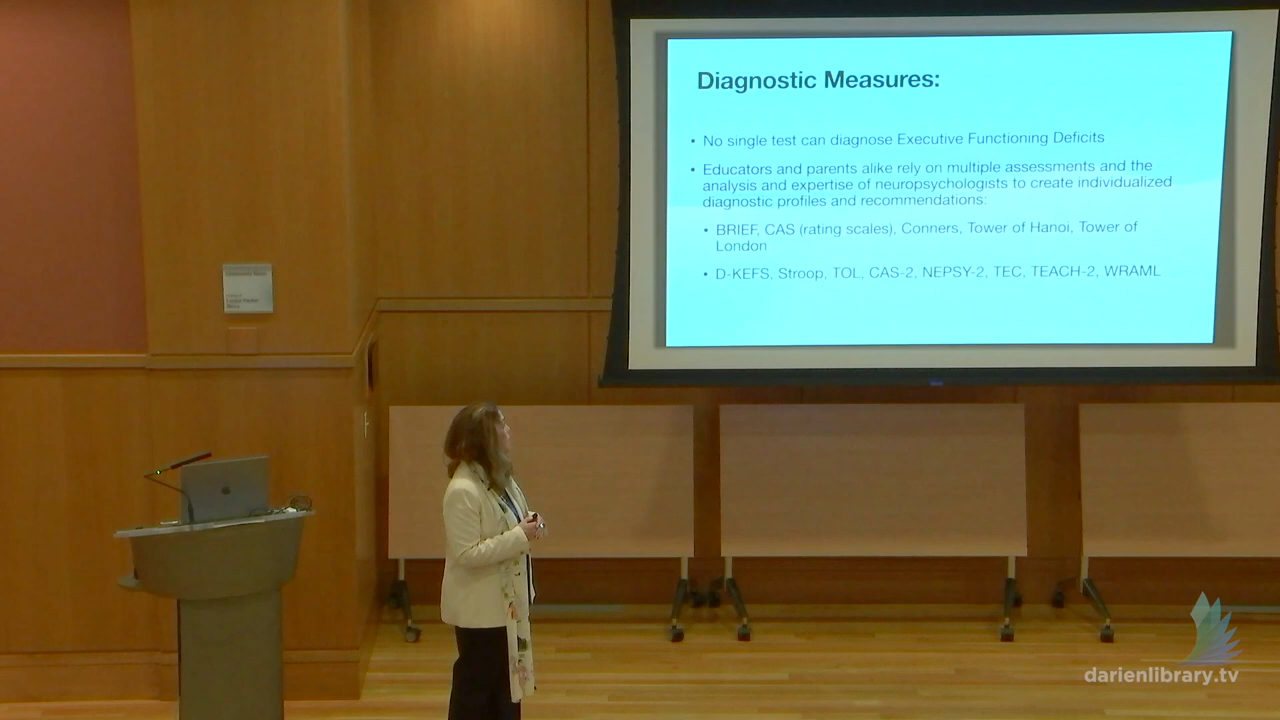 Diagnostic Measures:
• No single test can diagnose Executive Functioning Deficits
• Educators and parents alike rely on multiple assessments and the
analysis and expertise of neuropsychologists to create individualized
diagnostic profiles and recommendations:
• BRIEF, CAS (rating scales), Conners, Tower of Hanoi, Tower of
London
• D-KEFS, Stroop, TOL, CAS-2, NEPSY-2, TEC, TEACH-2, WRAML
darienlibrary.tv